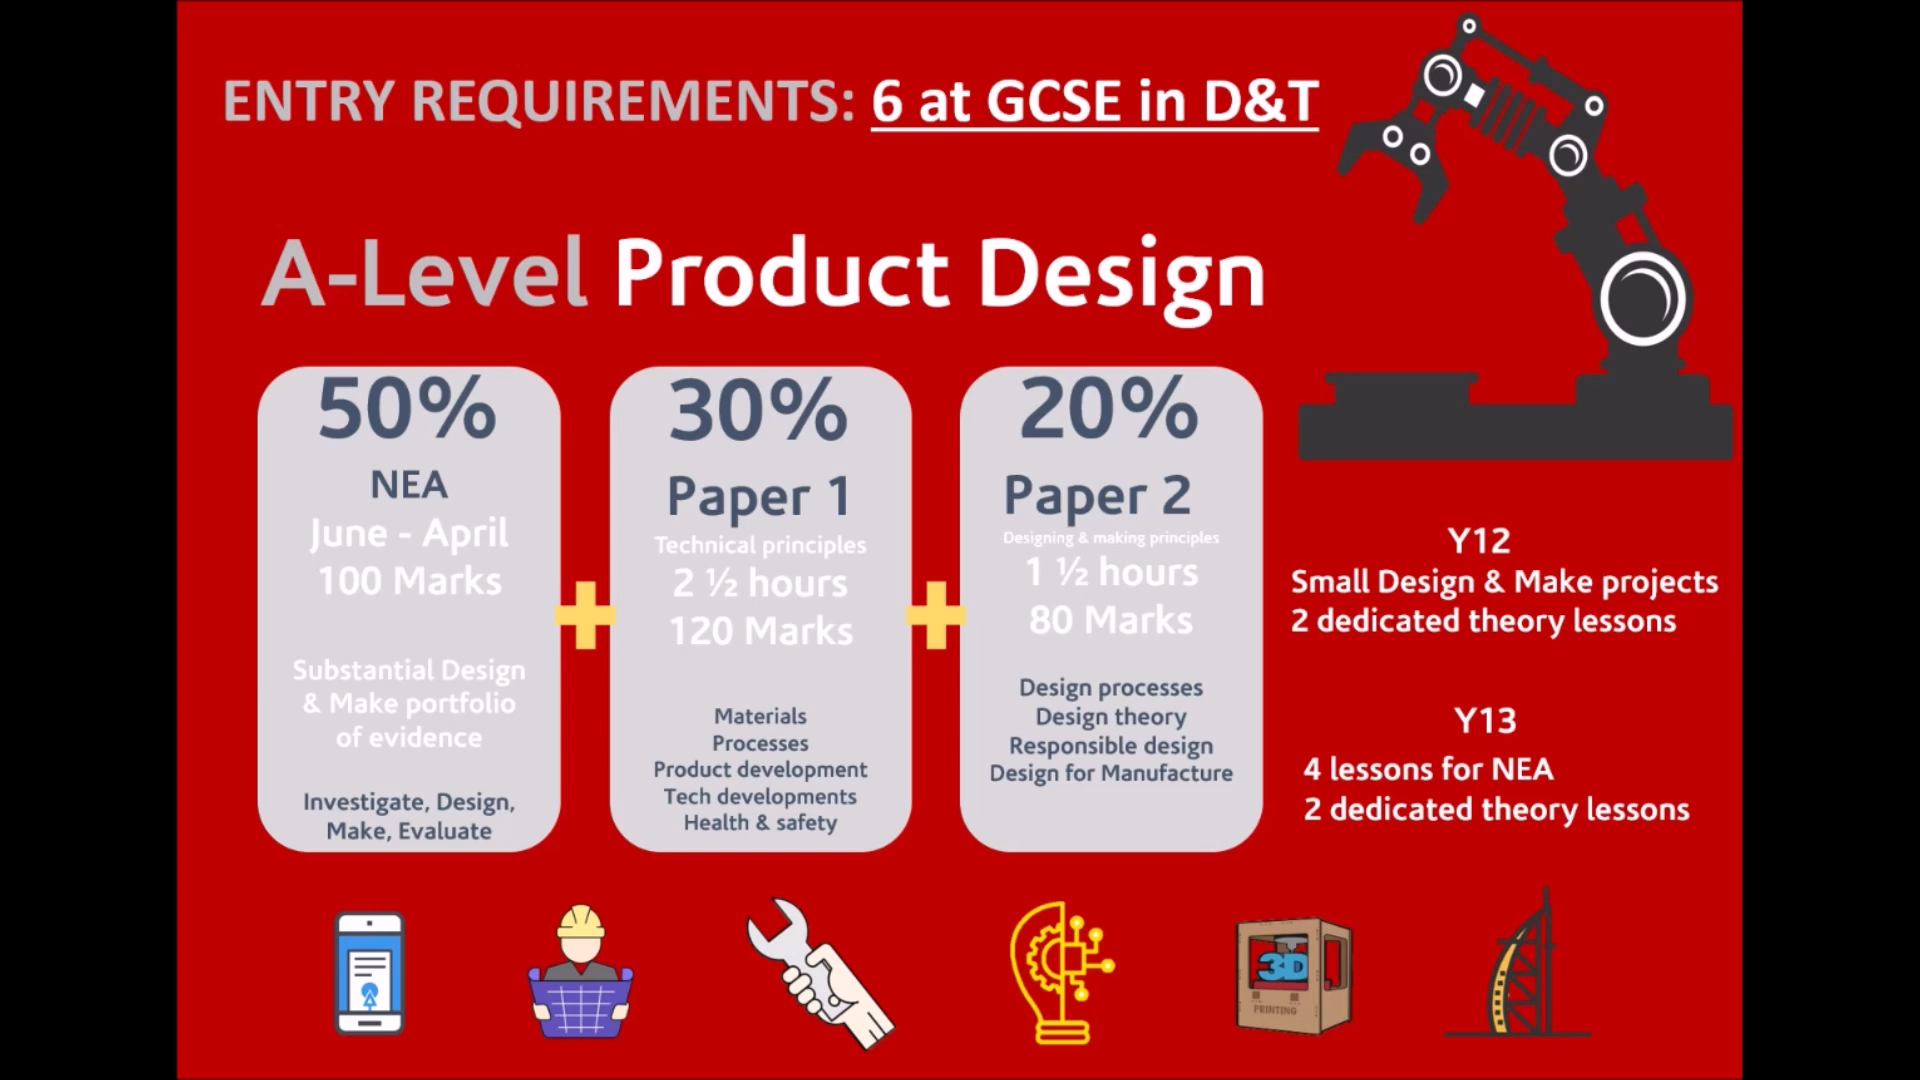 ENTRY REQUIREMENTS: 6 at GCSE in D&T
A-Level Product Design
50%
NEA
June - April
100 Marks
Substantial Design
& Make portfolio
of evidence
Investigate, Design,
Make, Evaluate
30%
Paper 1
Technical principles
2 ½ hours
120 Marks
Materials
Processes
Product development
Tech developments
Health & safety
20%
Paper 2
Designing & making principles
1 ½ hours
80 Marks
Design processes
Design theory
Responsible design
Design for Manufacture
Y12
Small Design & Make projects
2 dedicated theory lessons
Y13
4 lessons for NEA
2 dedicated theory lessons
3D
PRINTING